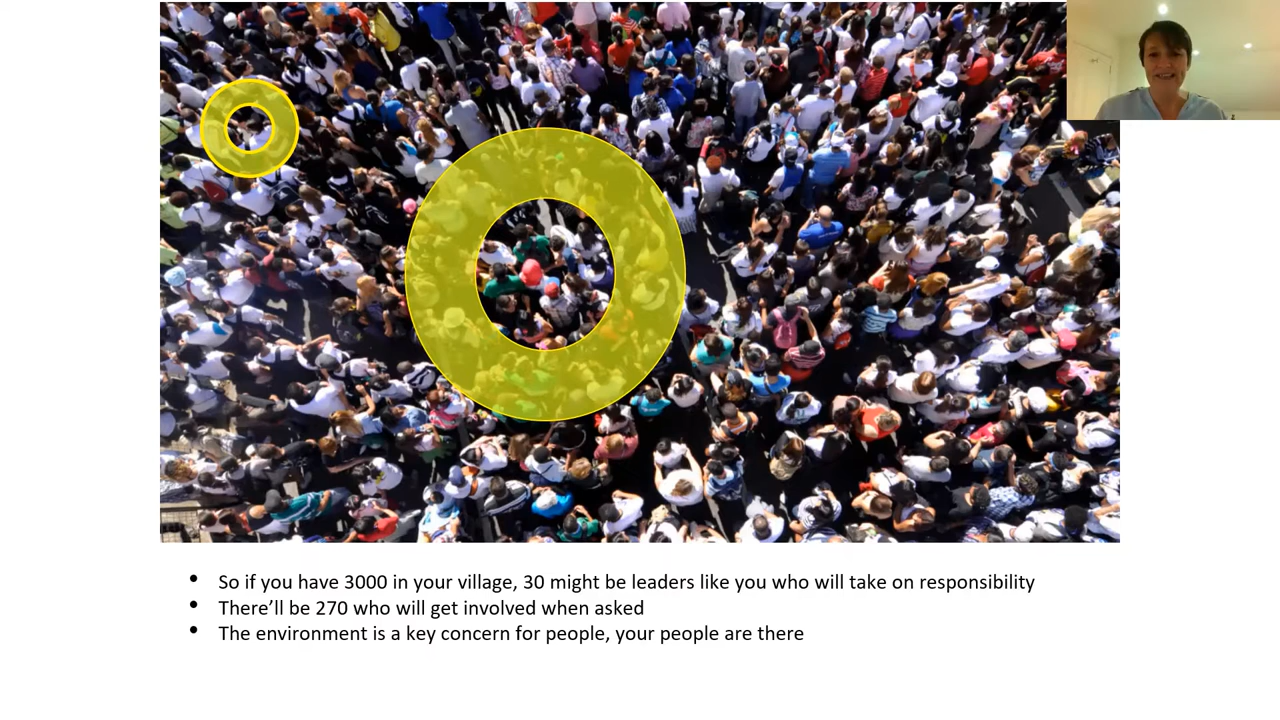 • So if you have 3000 in your village, 30 might be leaders like you who will take on responsibility
• There’ll be 270 who will get involved when asked
• The environment is a key concern for people, your people are there